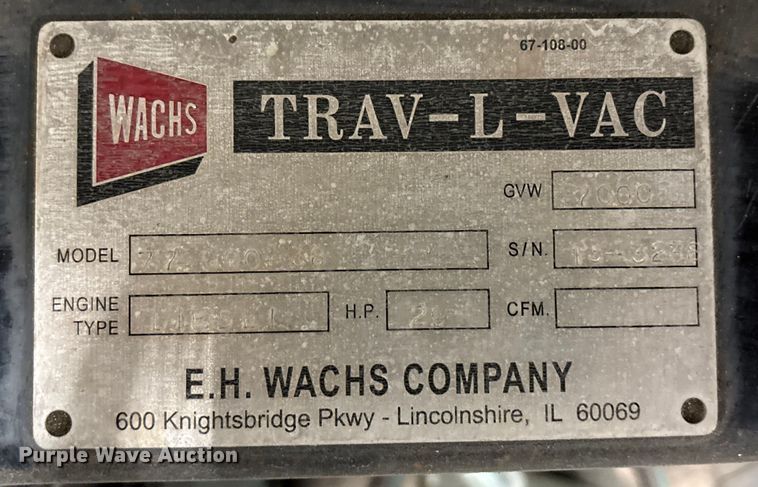 67-108-00
WACHS
TRAV-L-VAC
GVW
MODEL
S/N.
ENGINE TYPE
H.P.
CFM.
E.H. WACHS COMPANY
600 Knightsbridge Pkwy - Lincolnshire, IL 60069
Purple Wave Auction